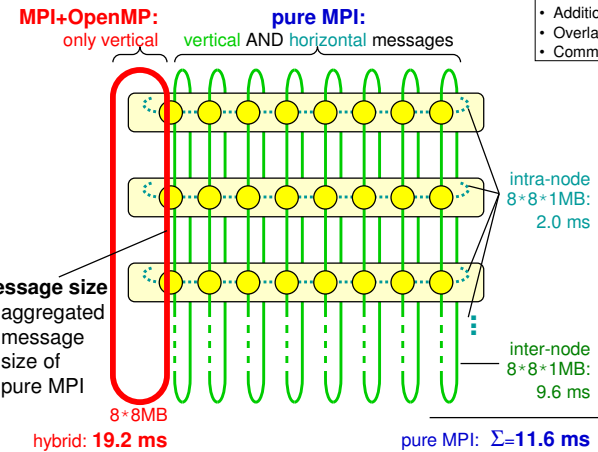 MPI+OpenMP:
only vertical
pure MPI:
vertical AND horizontal messages
•
•
•
intra-node
8*8*1MB:
2.0 ms
size
aggregated
message
size of
pure MPI
inter-node
8*8*1MB:
9.6 ms
8*8MB
hybrid: 19.2 ms
pure MPI: Σ=11.6 ms